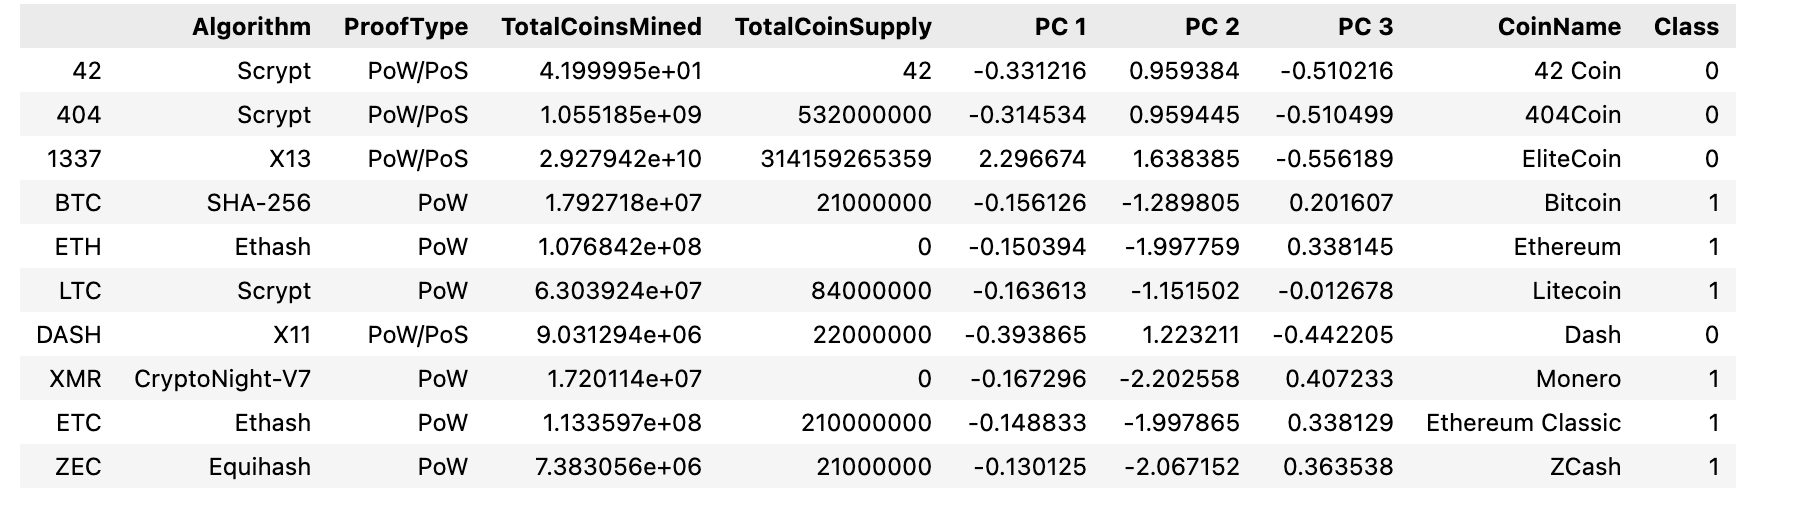 Algorithm ProofType TotalCoinsMined TotalCoinSupply PC 1 PC 2 PC 3 CoinName Class
42 Scrypt PoW/PoS 4.199995e+01 42 -0.331216 0.959384 -0.510216 42 Coin 0
404 Scrypt PoW/PoS 1.055185e+09 532000000 -0.314534 0.959445 -0.510499 404Coin 0
1337 X13 PoW/PoS 2.927942e+10 314159265359 2.296674 1.638385 -0.556189 EliteCoin 0
BTC SHA-256 PoW 1.792718e+07 21000000 -0.156126 -1.289805 0.201607 Bitcoin 1
ETH Ethash PoW 1.076842e+08 0 -0.150394 -1.997759 0.338145 Ethereum 1
LTC Scrypt PoW 6.303924e+07 84000000 -0.163613 -1.151502 -0.012678 Litecoin 1
DASH X11 PoW/PoS 9.031294e+06 22000000 -0.393865 1.223211 -0.442205 Dash 0
XMR CryptoNight-V7 PoW 1.720114e+07 0 -0.167296 -2.202558 0.407233 Monero 1
ETC Ethash PoW 1.133597e+08 210000000 -0.148833 -1.997865 0.338129 Ethereum Classic 1
ZEC Equihash PoW 7.383056e+06 21000000 -0.130125 -2.067152 0.363538 ZCash 1